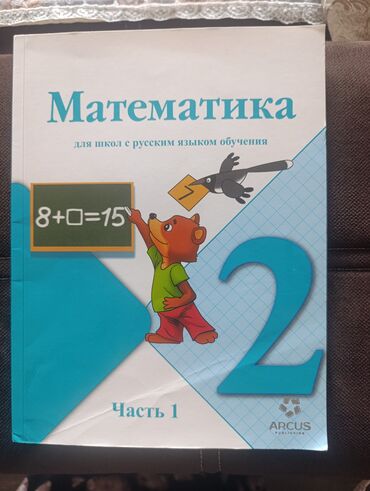 Математика
для школ с русским языком обучения
8+□=15
2
Часть 1
ARCUS
PUBLISHING